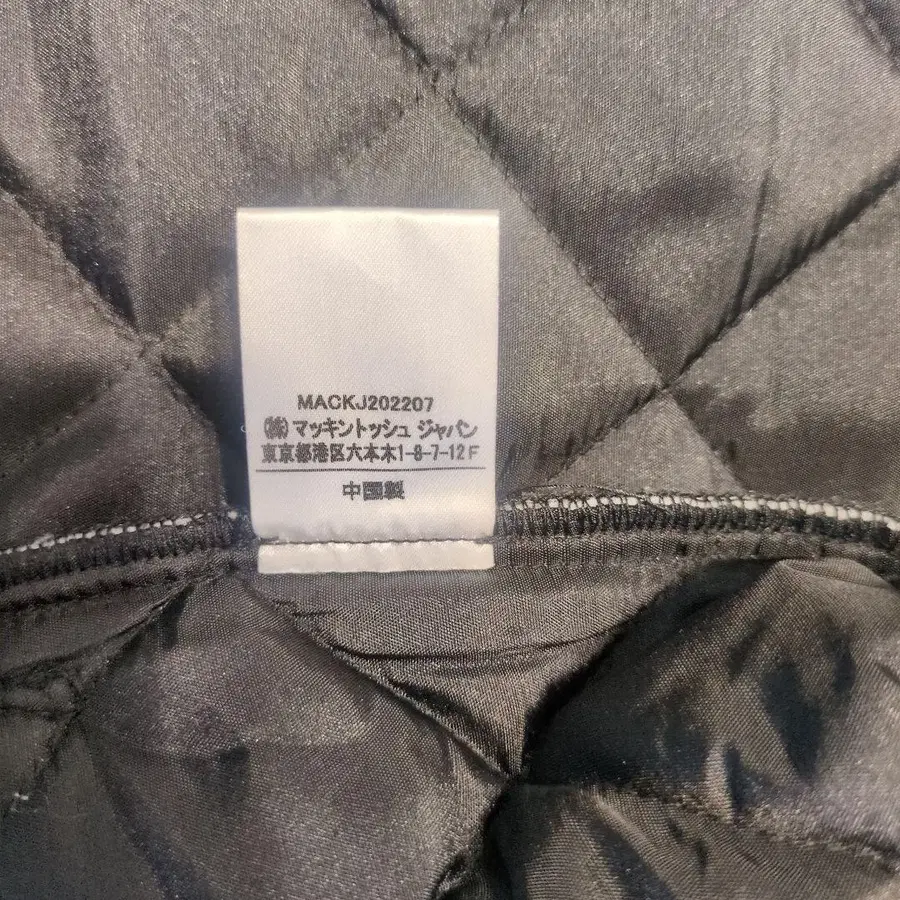 MACKJ202207
㈱マッキントッシュ ジャパン
東京都港区六本木1-8-7-12F
中国製